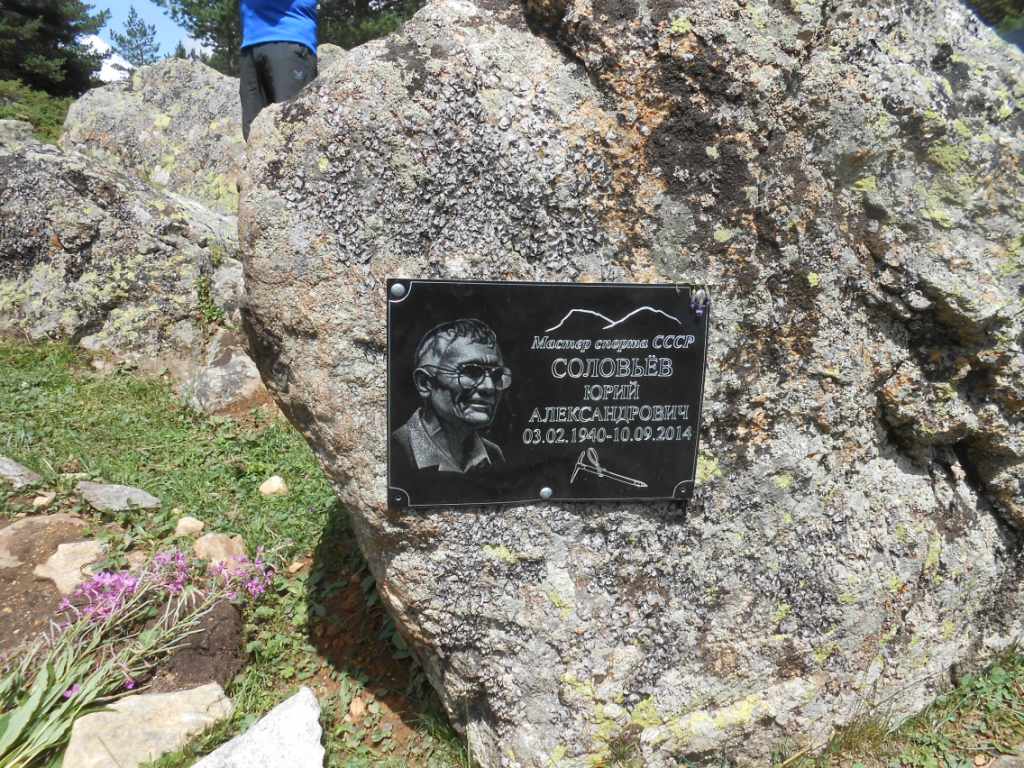 Мастер спорта СССР
СОЛОВЬЁВ
ЮРИЙ
АЛЕКСАНДРОВИЧ
03.02.1940-10.09.2014